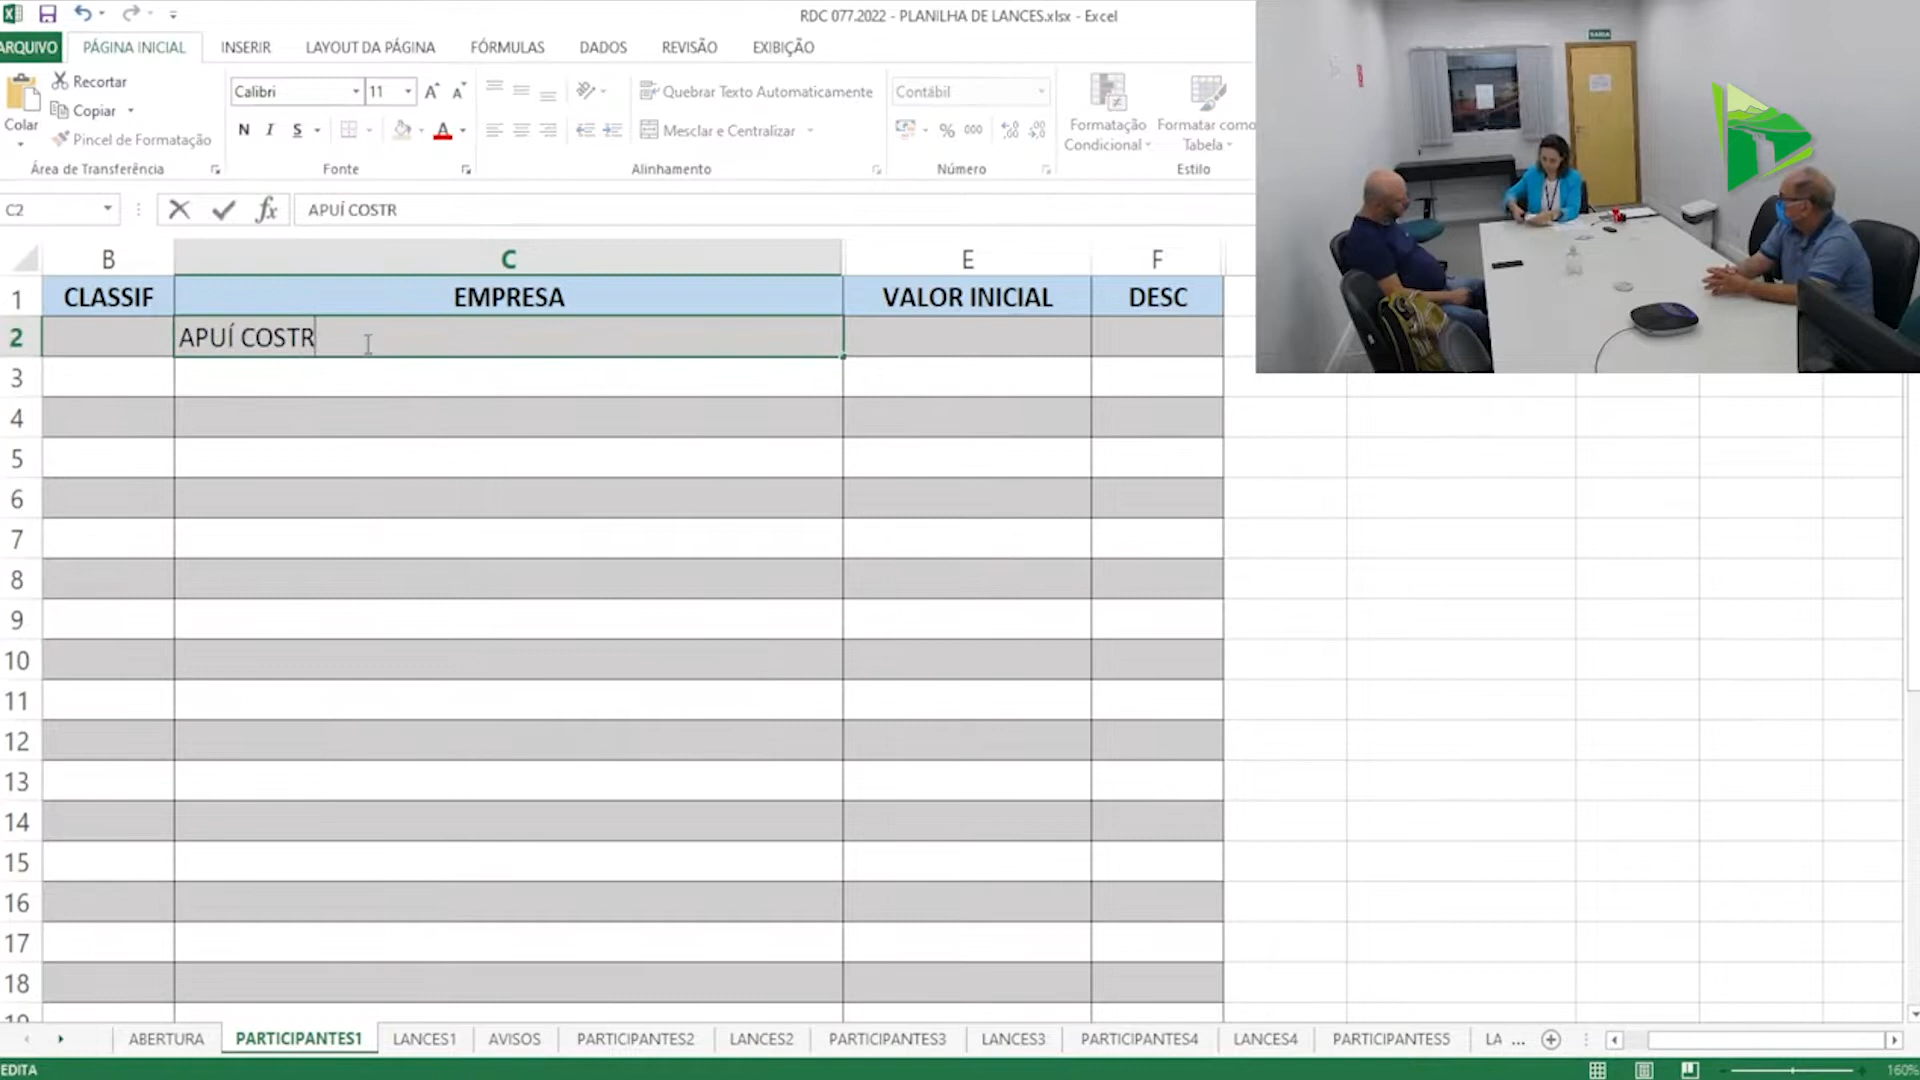 RDC 077.2022 - PLANILHA DE LANCES.xlsx - Excel
ARQUIVO PÁGINA INICIAL INSERIR LAYOUT DA PÁGINA FÓRMULAS DADOS REVISÃO EXIBIÇÃO
Colar
Recortar
Copiar
Pincel de Formatação
Área de Transferência
Calibri 11
N I S
Fonte
Quebrar Texto Automaticamente
Mesclar e Centralizar
Alinhamento
Contábil
% 000
Número
Formatação Condicional
Formatar como Tabela
Estilo
C2 fx APUÍ COSTR
B C E F
1 CLASSIF EMPRESA VALOR INICIAL DESC
2 APUÍ COSTR
3
4
5
6
7
8
9
10
11
12
13
14
15
16
17
18
19
ABERTURA PARTICIPANTES1 LANCES1 AVISOS PARTICIPANTES2 LANCES2 PARTICIPANTES3 LANCES3 PARTICIPANTES4 LANCES4 PARTICIPANTES5 LA ...
EDITA 160%